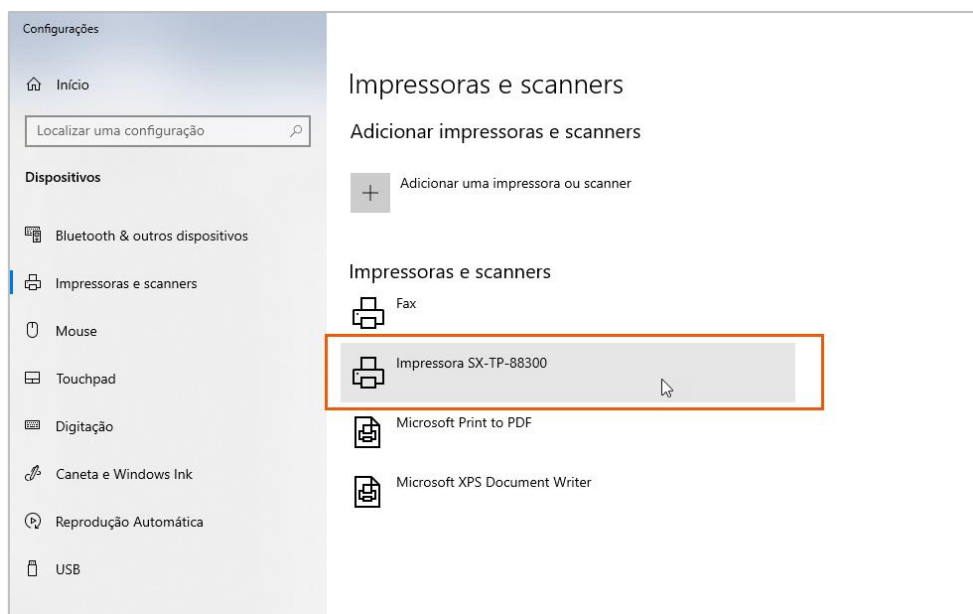 Configurações
Início
Localizar uma configuração
Dispositivos
Bluetooth & outros dispositivos
Impressoras e scanners
Mouse
Touchpad
Digitação
Caneta e Windows Ink
Reprodução Automática
USB
Impressoras e scanners
Adicionar impressoras e scanners
Adicionar uma impressora ou scanner
Impressoras e scanners
Fax
Impressora SX-TP-88300
Microsoft Print to PDF
Microsoft XPS Document Writer